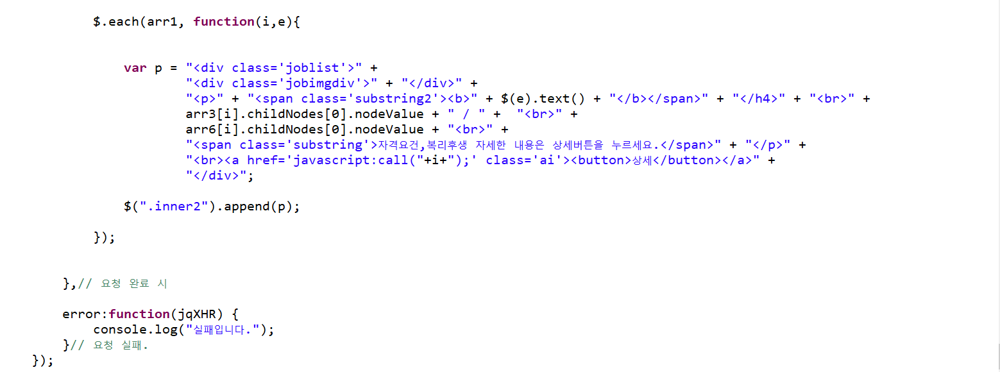 $.each(arr1, function(i,e){
var p = "<div class='joblist'>" +
"<div class='jobimgdiv'>" + "</div>" +
"<p>" + "<span class='substring2'><b>" + $(e).text() + "</b></span>" + "</h4>" + "<br>" +
arr3[i].childNodes[0].nodeValue + " / " +  "<br>" +
arr6[i].childNodes[0].nodeValue + "<br>" +
"<span class='substring'>자격요건,복리후생 자세한 내용은 상세버튼을 누르세요.</span>" + "</p>" +
"<br><a href='javascript:call("+i+");' class='ai'><button>상세</button></a>" +
"</div>";
$(".inner2").append(p);
});
},// 요청 완료 시
error:function(jqXHR) {
console.log("실패입니다.");
}// 요청 실패.
});